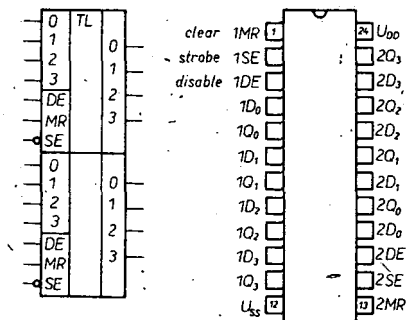 0 TL
1 0
2 1
3 2
DE 3
MR
SE
0
1 0
2 1
3 2
DE 3
MR
SE
clear 1MR 1 24 U_DD
strobe 1SE 2Q₃
disable 1DE 2D₃
1D₀ 2Q₂
1Q₀ 2D₂
1D₁ 2Q₁
1Q₁ 2D₁
1D₂ 2Q₀
1Q₂ 2D₀
1D₃ 2DE
1Q₃ 2SE
U_SS 12 13 2MR